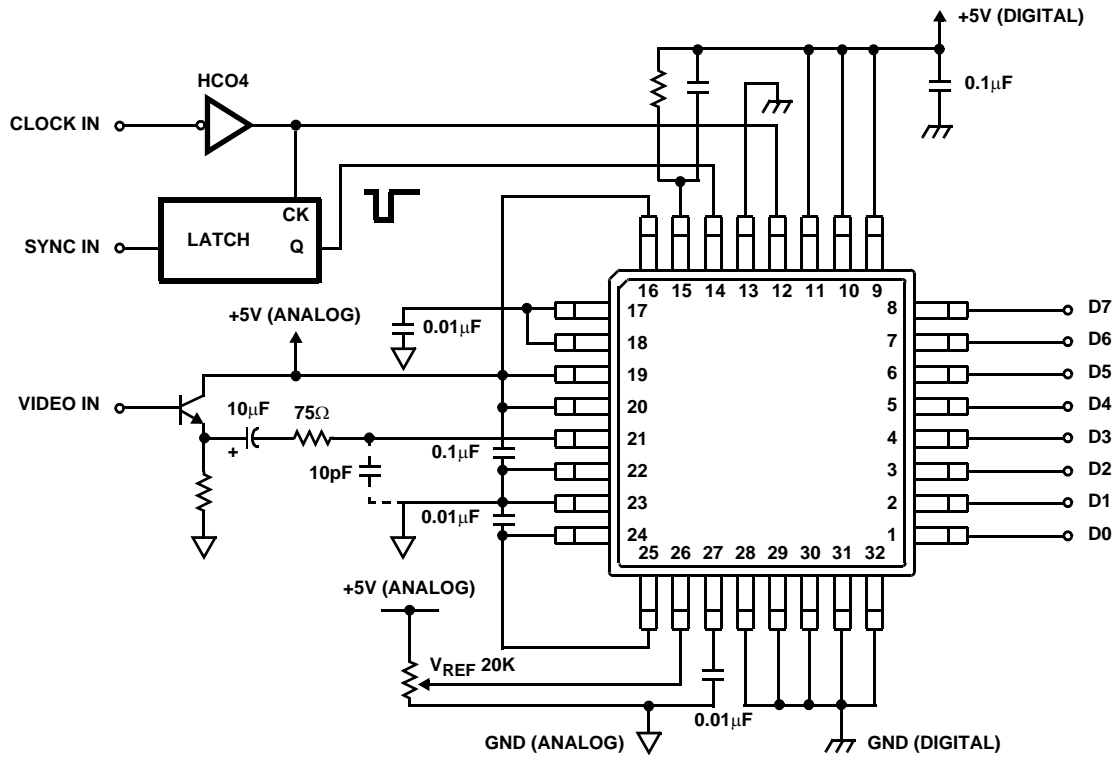 +5V (DIGITAL)
HCO4
0.1µF
CLOCK IN
CK
SYNC IN
LATCH
Q
16 15 14 13 12 11 10 9
17
18
19
20
21
22
23
24
8
7
6
5
4
3
2
1
25 26 27 28 29 30 31 32
D7
D6
D5
D4
D3
D2
D1
D0
+5V (ANALOG)
0.01µF
VIDEO IN
10µF
+
75Ω
10pF
0.1µF
0.01µF
+5V (ANALOG)
VREF 20K
0.01µF
GND (ANALOG)
GND (DIGITAL)